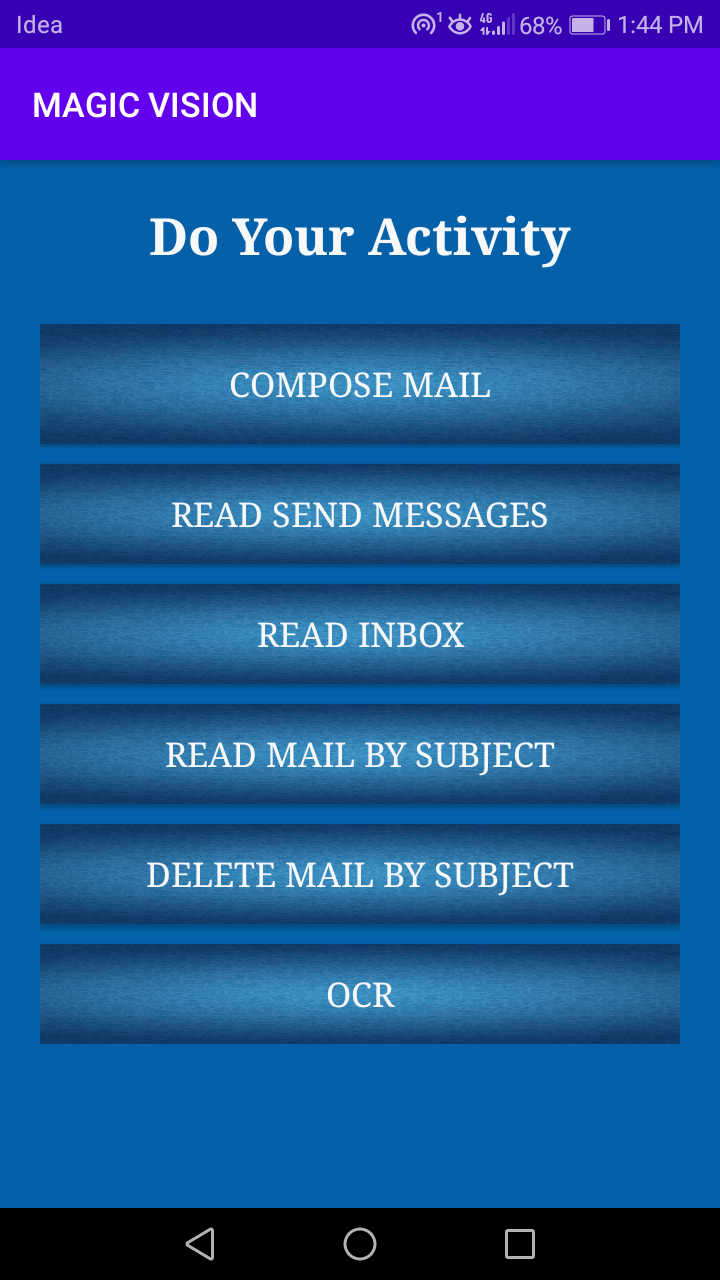 Idea
1 4G 68% 1:44 PM
MAGIC VISION
Do Your Activity
COMPOSE MAIL
READ SEND MESSAGES
READ INBOX
READ MAIL BY SUBJECT
DELETE MAIL BY SUBJECT
OCR